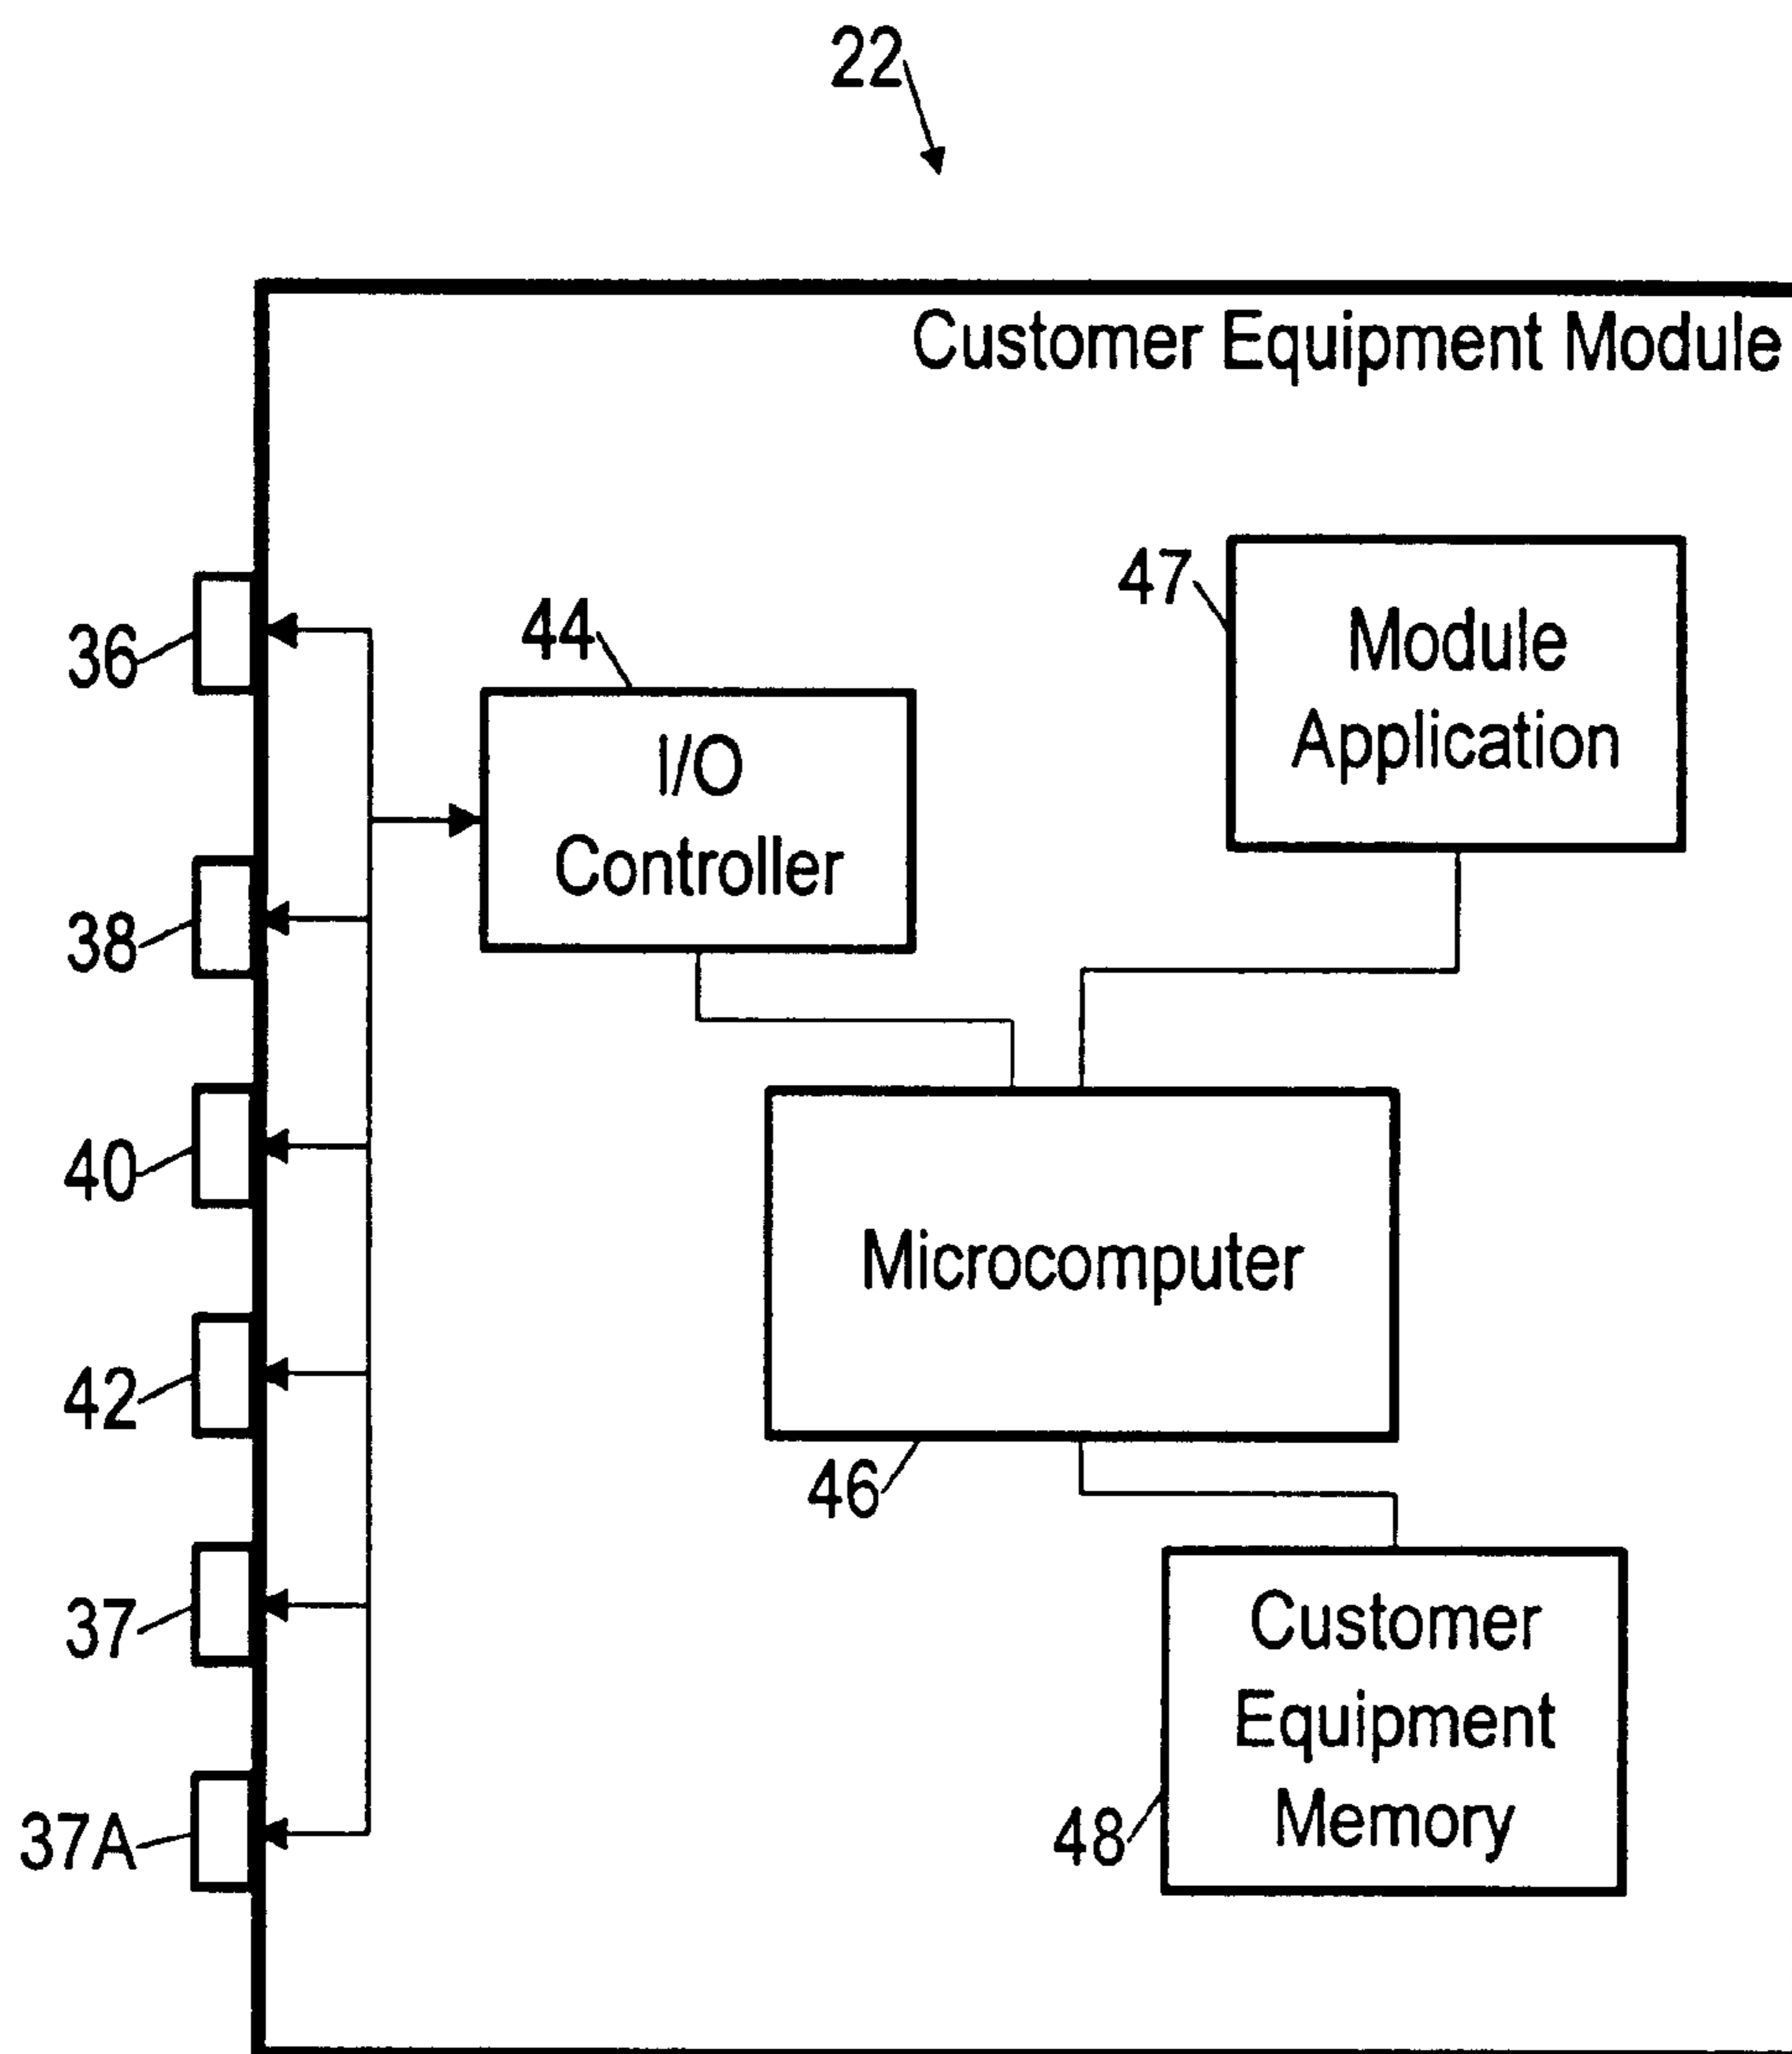 22
Customer Equipment Module
36
44
I/O
Controller
47
Module
Application
38
40
Microcomputer
42
46
37
Customer
Equipment
Memory
48
37A